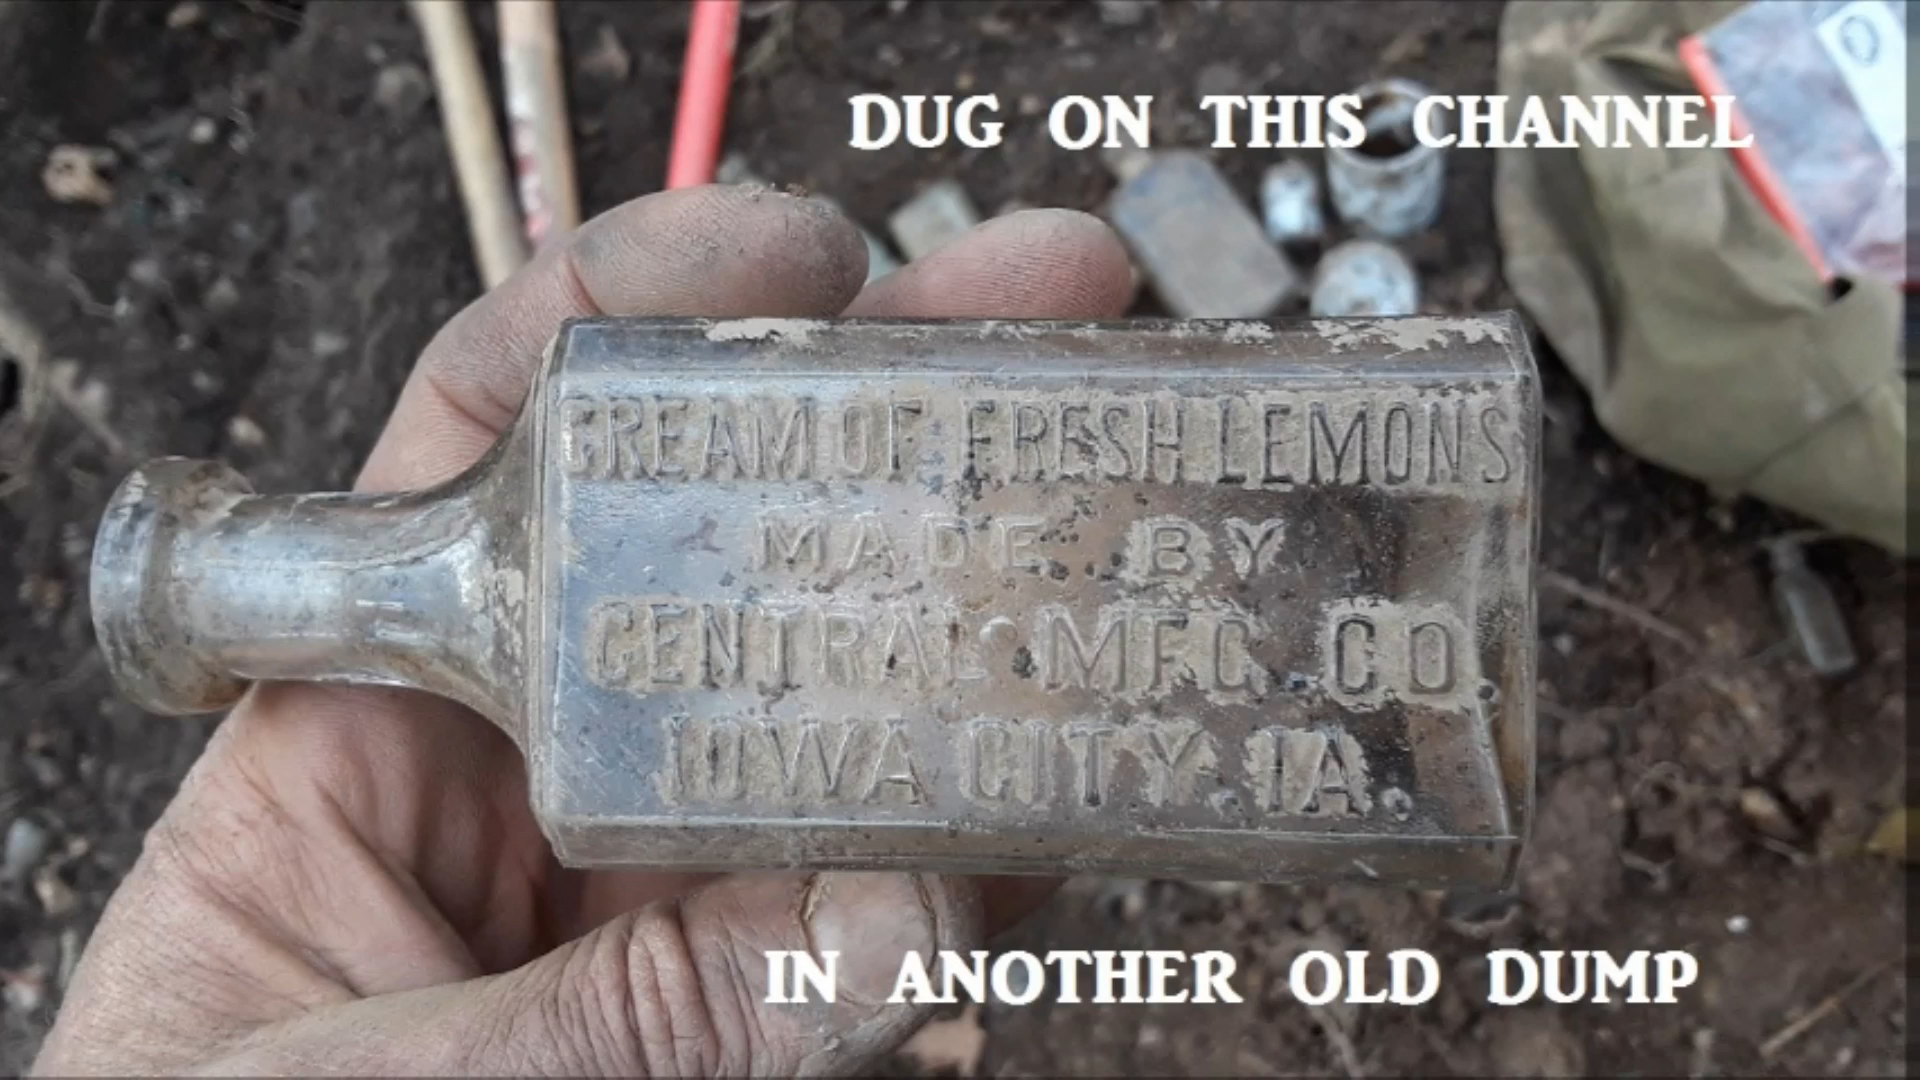 DUG ON THIS CHANNEL
CREAM OF FRESH LEMONS
MADE BY
CENTRAL MFG CO.
IOWA CITY IA.
IN ANOTHER OLD DUMP